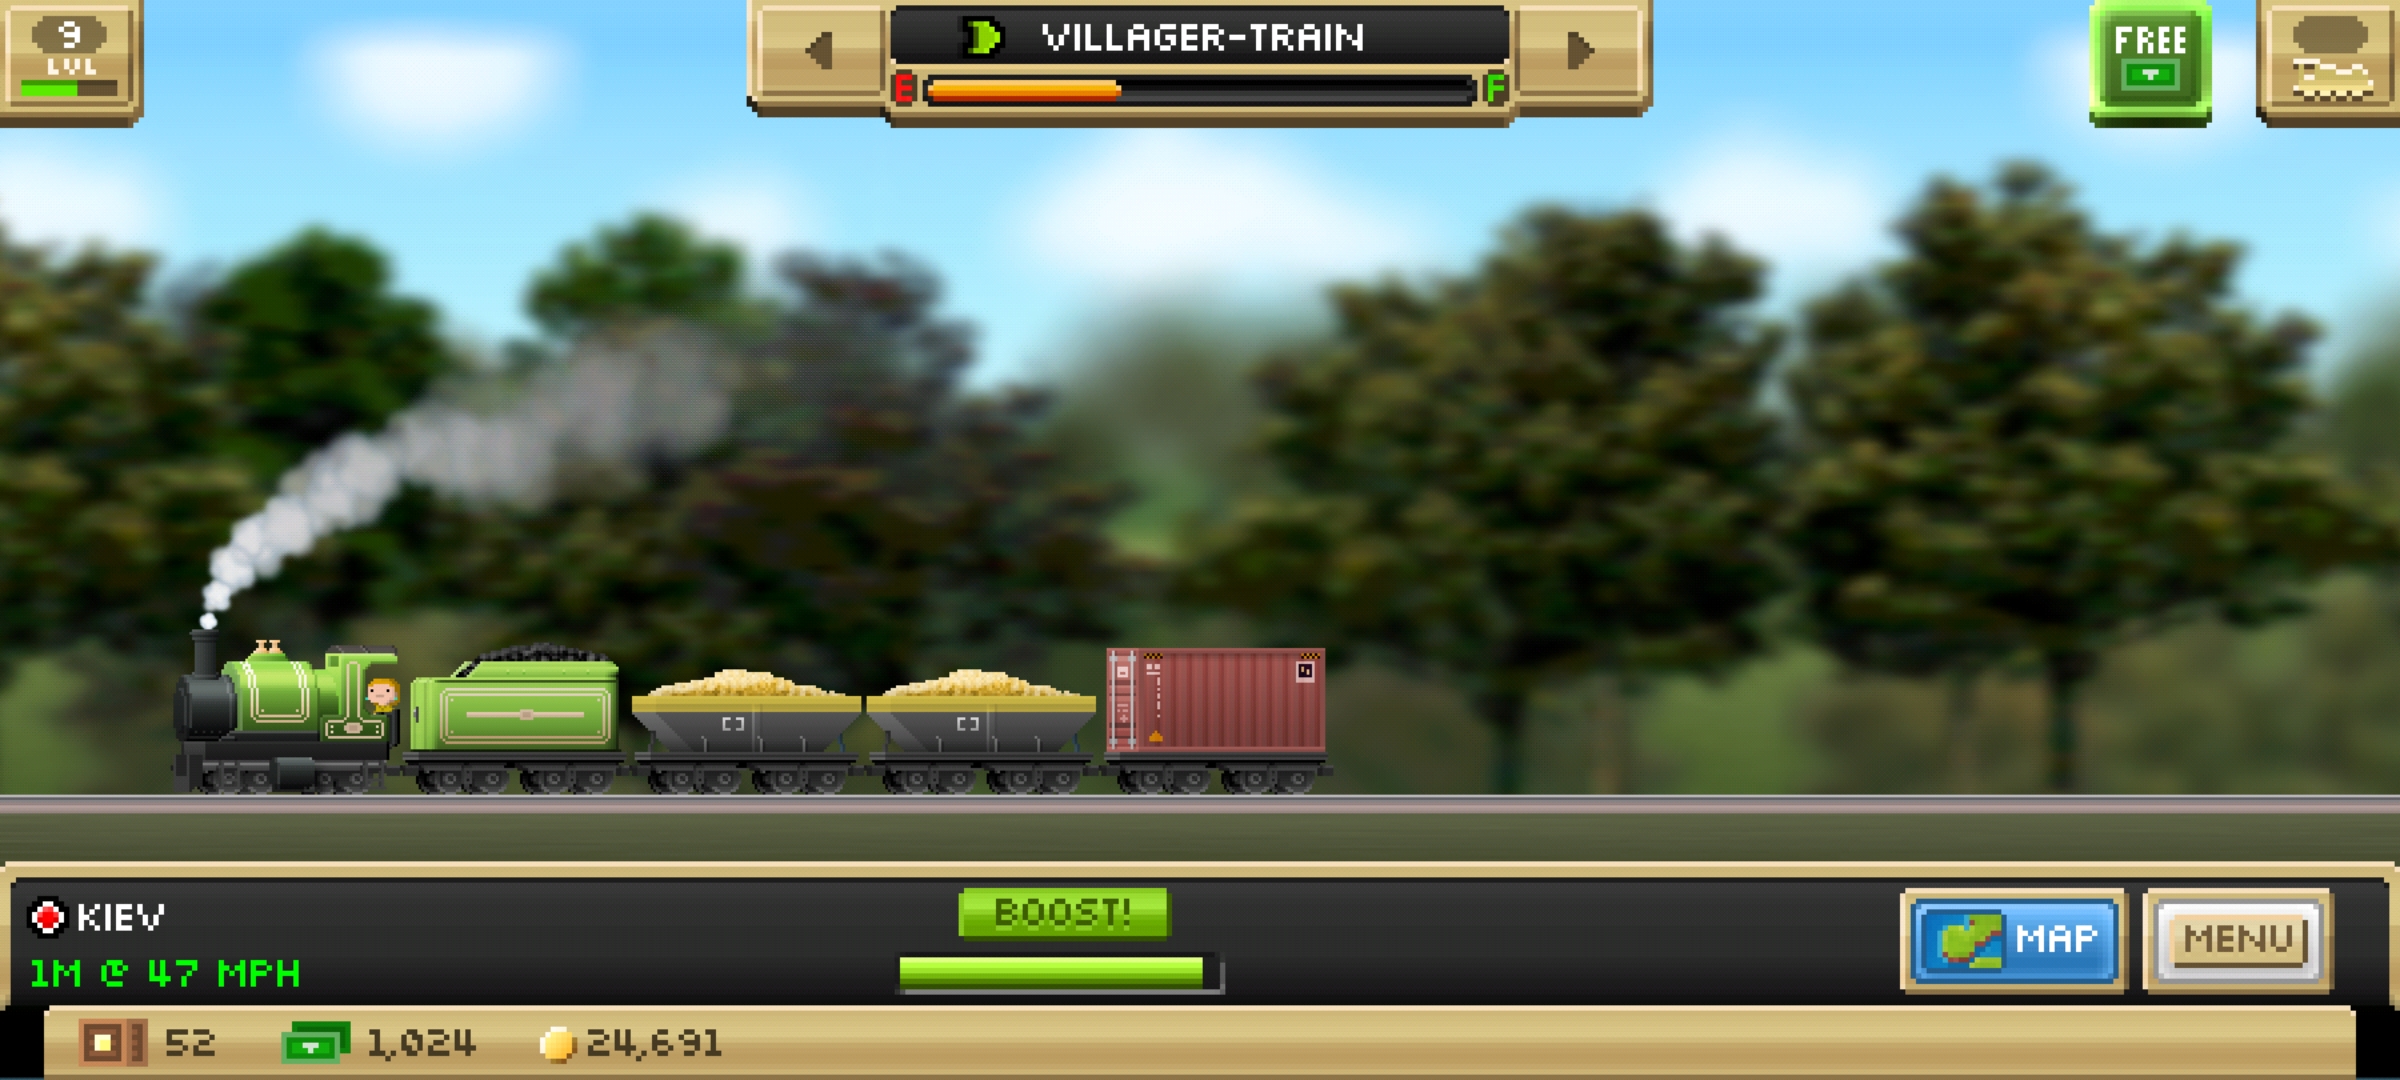 9
LVL
VILLAGER-TRAIN
E F
FREE
KIEV
1M @ 47 MPH
BOOST!
MAP
MENU
52
1,024
24,691